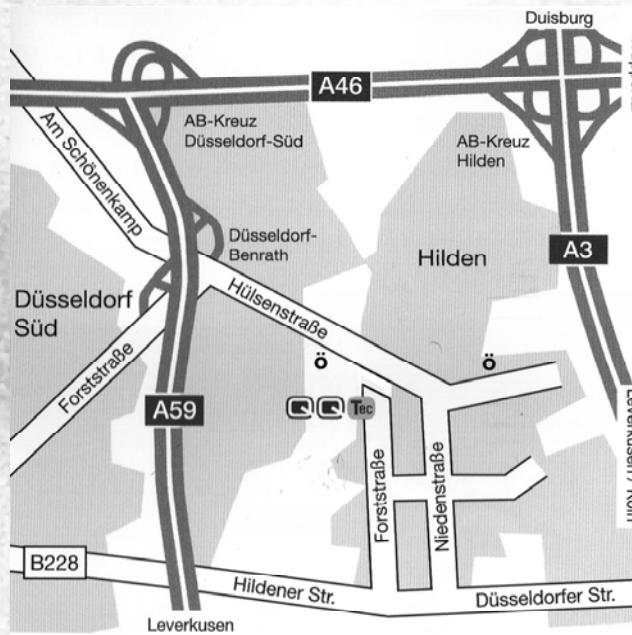 Duisburg
A46
AB-Kreuz
Düsseldorf-Süd
AB-Kreuz
Hilden
Am Schönenkamp
Düsseldorf-
Benrath
Hilden
A3
Düsseldorf
Süd
Hülsenstraße
Forststraße
ö
ö
A59
Tec
Forststraße
Niedenstraße
Leverkusen / Köln
B228
Hildener Str.
Düsseldorfer Str.
Leverkusen